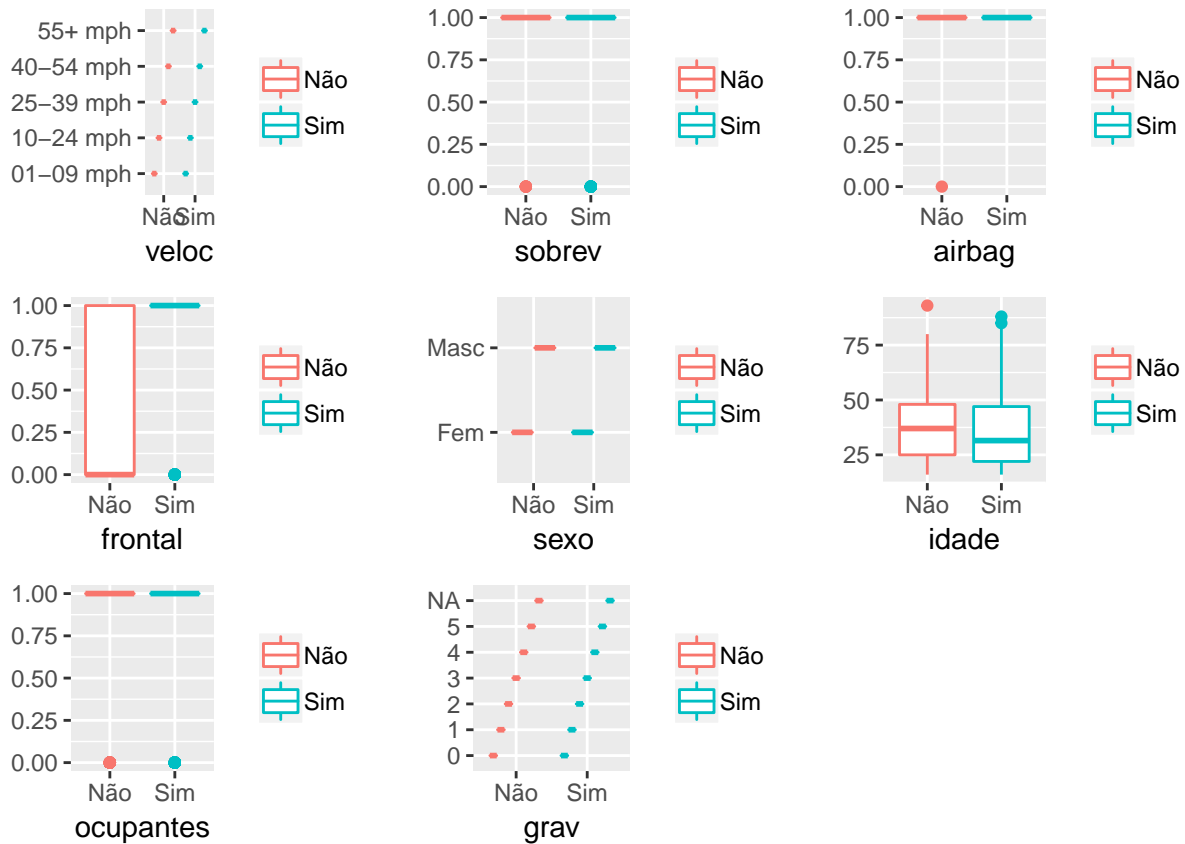 55+ mph
40–54 mph
25–39 mph
10–24 mph
01–09 mph
Não Sim
veloc
Não
Sim
1.00
0.75
0.50
0.25
0.00
Não Sim
sobrev
Não
Sim
1.00
0.75
0.50
0.25
0.00
Não Sim
airbag
Não
Sim
1.00
0.75
0.50
0.25
0.00
Não Sim
frontal
Não
Sim
Masc
Fem
Não Sim
sexo
Não
Sim
75
50
25
Não Sim
idade
Não
Sim
1.00
0.75
0.50
0.25
0.00
Não Sim
ocupantes
Não
Sim
NA
5
4
3
2
1
0
Não Sim
grav
Não
Sim